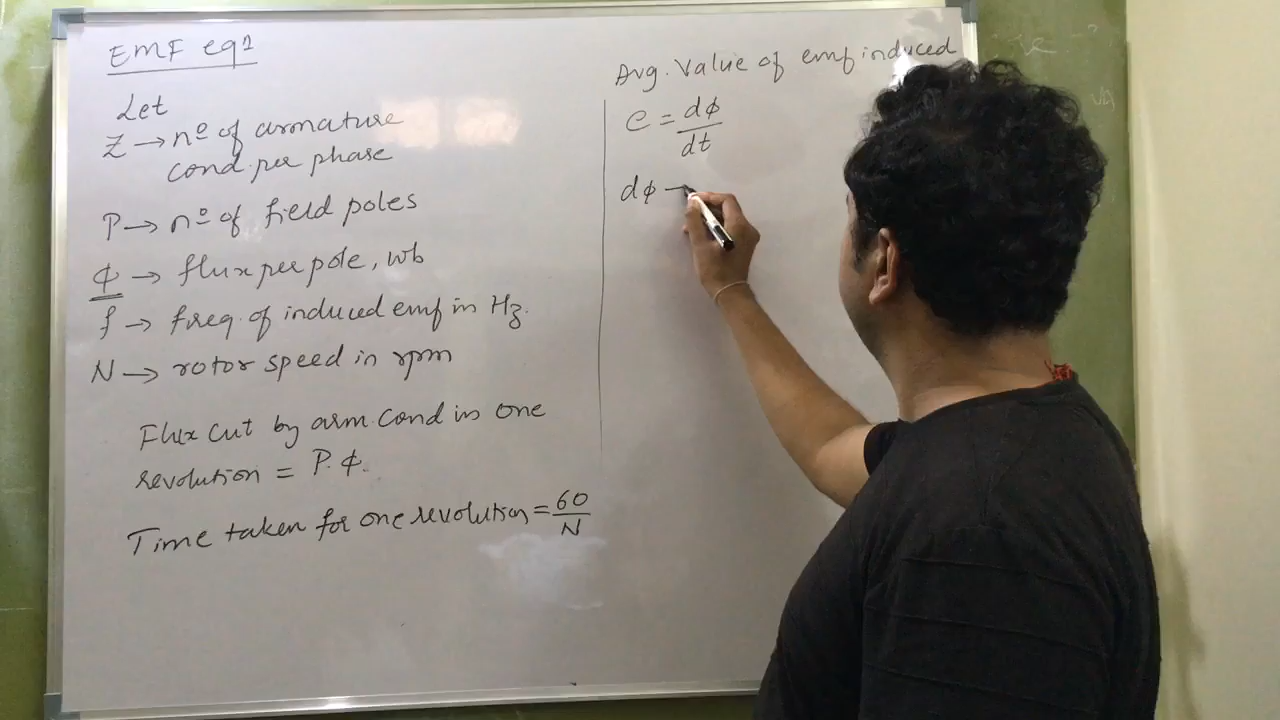 EMF eqn
Let
Z → nº of armature
cond per phase
P → nº of field poles
ϕ → flux per pole, wb
f → freq. of induced emf in Hz.
N → rotor speed in rpm
Flux cut by arm. cond in one
revolution = P.ϕ.
Time taken for one revolution = 60/N
Avg. Value of emf induced
e = dϕ/dt
dϕ →